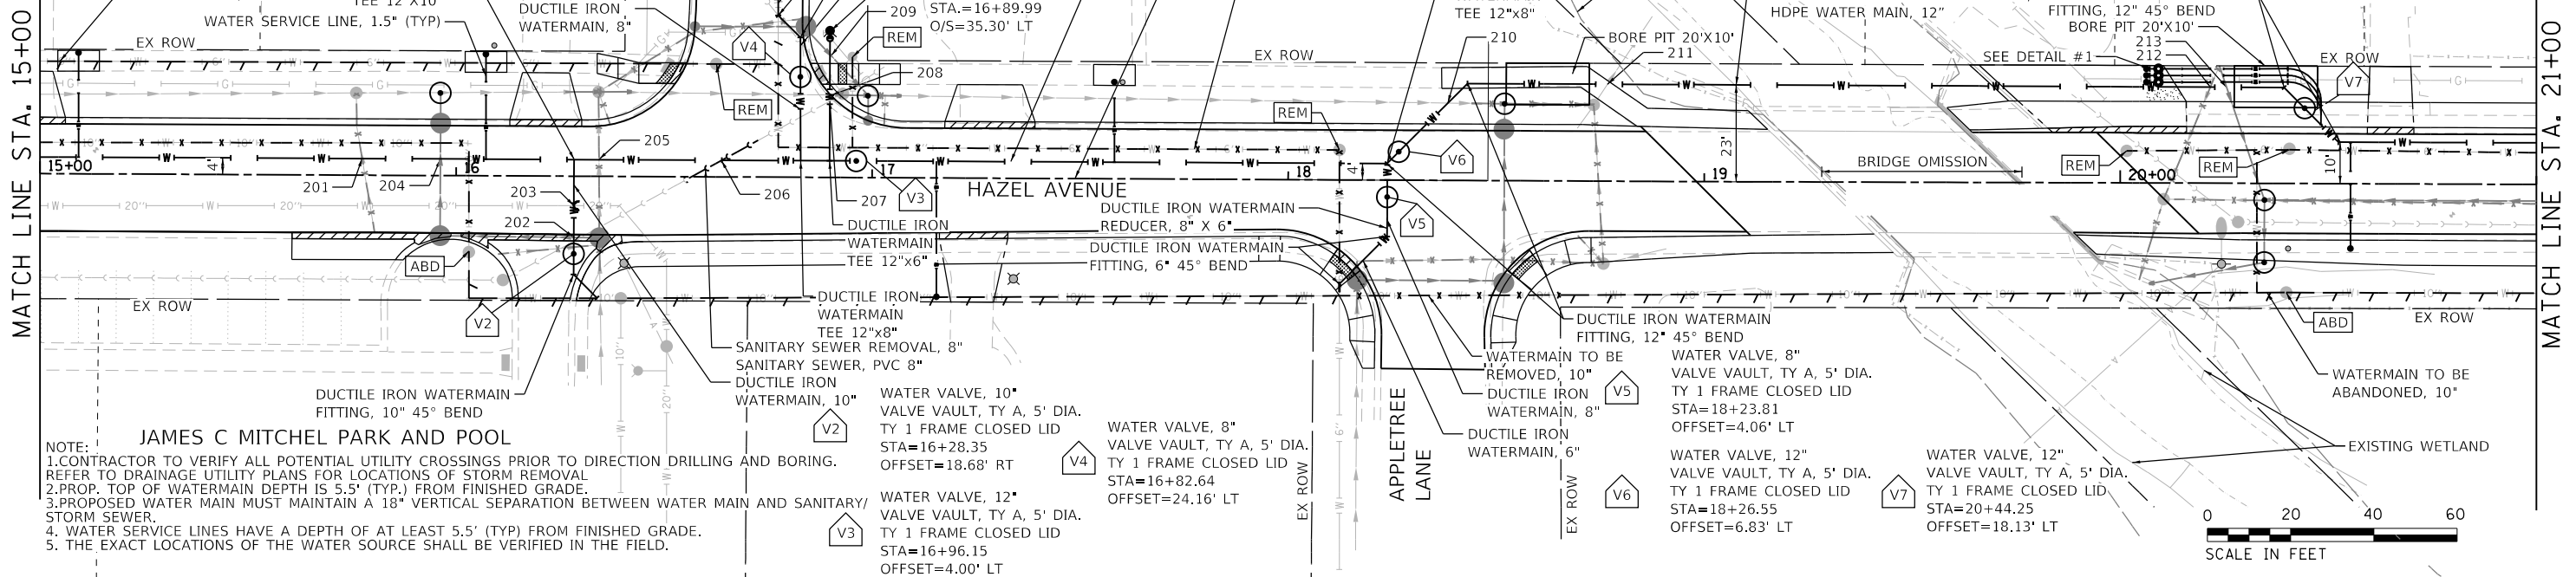 MATCH LINE STA. 15+00
WATER SERVICE LINE, 1.5" (TYP)
EX ROW
DUCTILE IRON
WATERMAIN, 8"
V4
REM
209
STA.=16+89.99
O/S=35.30' LT
REM
208
TEE 12"x8"
EX ROW
210
BORE PIT 20'X10'
211
REM
HDPE WATER MAIN, 12"
FITTING, 12" 45° BEND
BORE PIT 20'X10'
213
212
SEE DETAIL #1
EX ROW
V7
MATCH LINE STA. 21+00
15+00
4'
16
201
204
205
203
202
206
207
17
V3
HAZEL AVENUE
18
4'
V6
V5
23'
19
BRIDGE OMISSION
REM
REM
20+00
10'
ABD
V2
EX ROW
DUCTILE IRON
WATERMAIN
TEE 12"x6"
DUCTILE IRON WATERMAIN
REDUCER, 8" X 6"
DUCTILE IRON WATERMAIN
FITTING, 6" 45° BEND
DUCTILE IRON
WATERMAIN
TEE 12"x8"
SANITARY SEWER REMOVAL, 8"
SANITARY SEWER, PVC 8"
DUCTILE IRON
WATERMAIN, 10"
DUCTILE IRON WATERMAIN
FITTING, 10" 45° BEND
DUCTILE IRON WATERMAIN
FITTING, 12" 45° BEND
WATERMAIN TO BE
REMOVED, 10"
DUCTILE IRON
WATERMAIN, 8"
DUCTILE IRON
WATERMAIN, 6"
APPLETREE
LANE
EX ROW
EX ROW
ABD
EX ROW
WATERMAIN TO BE
ABANDONED, 10"
EXISTING WETLAND
V2
WATER VALVE, 10"
VALVE VAULT, TY A, 5' DIA.
TY 1 FRAME CLOSED LID
STA=16+28.35
OFFSET=18.68' RT
V3
WATER VALVE, 12"
VALVE VAULT, TY A, 5' DIA.
TY 1 FRAME CLOSED LID
STA=16+96.15
OFFSET=4.00' LT
V4
WATER VALVE, 8"
VALVE VAULT, TY A, 5' DIA.
TY 1 FRAME CLOSED LID
STA=16+82.64
OFFSET=24.16' LT
V5
WATER VALVE, 8"
VALVE VAULT, TY A, 5' DIA.
TY 1 FRAME CLOSED LID
STA=18+23.81
OFFSET=4.06' LT
V6
WATER VALVE, 12"
VALVE VAULT, TY A, 5' DIA.
TY 1 FRAME CLOSED LID
STA=18+26.55
OFFSET=6.83' LT
V7
WATER VALVE, 12"
VALVE VAULT, TY A, 5' DIA.
TY 1 FRAME CLOSED LID
STA=20+44.25
OFFSET=18.13' LT
JAMES C MITCHEL PARK AND POOL
NOTE:
1.CONTRACTOR TO VERIFY ALL POTENTIAL UTILITY CROSSINGS PRIOR TO DIRECTION DRILLING AND BORING.
REFER TO DRAINAGE UTILITY PLANS FOR LOCATIONS OF STORM REMOVAL
2.PROP. TOP OF WATERMAIN DEPTH IS 5.5' (TYP.) FROM FINISHED GRADE.
3.PROPOSED WATER MAIN MUST MAINTAIN A 18" VERTICAL SEPARATION BETWEEN WATER MAIN AND SANITARY/
STORM SEWER.
4. WATER SERVICE LINES HAVE A DEPTH OF AT LEAST 5.5' (TYP) FROM FINISHED GRADE.
5. THE EXACT LOCATIONS OF THE WATER SOURCE SHALL BE VERIFIED IN THE FIELD.
0 20 40 60
SCALE IN FEET